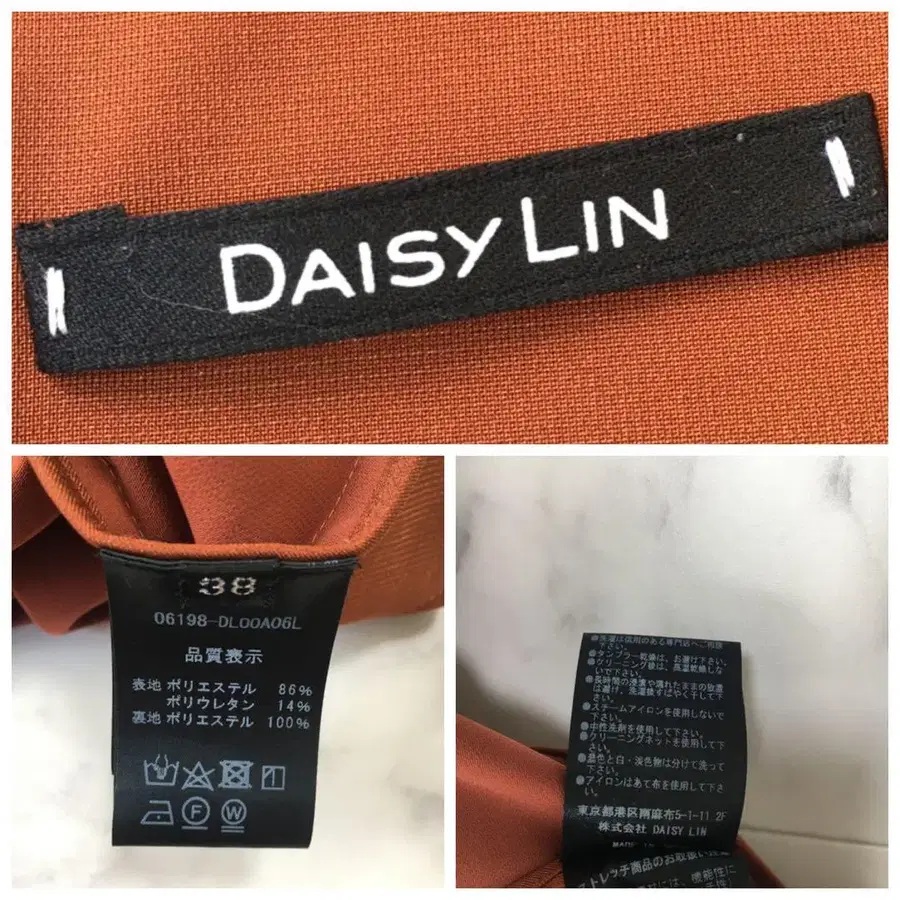 DAISY LIN
38
06198-DL00A06L
品質表示
表地 ポリエステル 86%
ポリウレタン 14%
裏地 ポリエステル 100%
F
W
●洗濯は信用のある専門店へご相談
下さい。
●タンブラー乾燥は、お避け下さい。
●クリーニング後は、高温乾燥しな
いで下さい。
●長時間の浸漬や濡れたままの放置
は避け、洗濯後すばやく干して下
さい。
●スチームアイロンを使用しないで
下さい。
●中性洗剤を使用して下さい。
●クリーニングネットを使用して下
さい。
●濃色と白・淡色物は分けて洗って
下さい。
●アイロンはあて布を使用して下さ
い。
東京都港区南麻布5-1-11.2F
株式会社 DAISY LIN
MADE
ストレッチ商品のお取扱い
には、機能性に